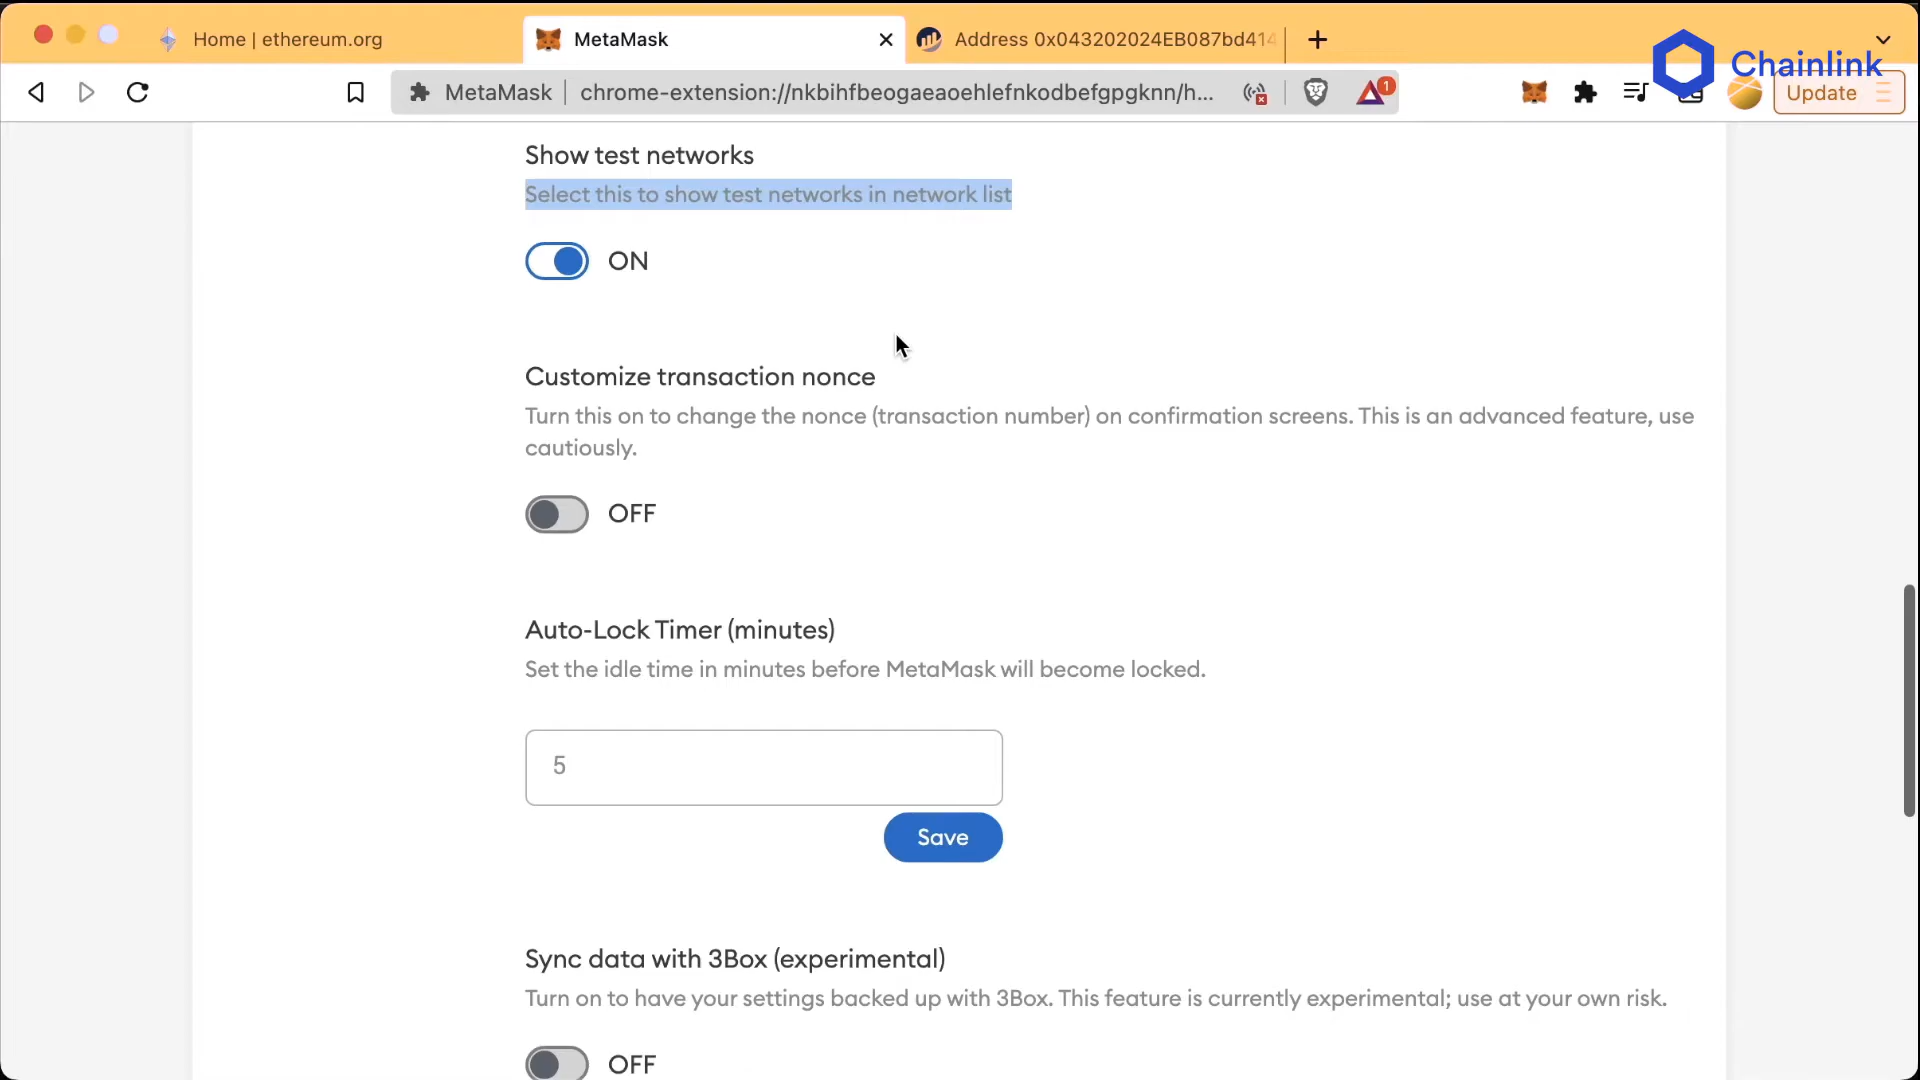 Home | ethereum.org
MetaMask
Address 0x043202024EB087bd414
Chainlink
MetaMask
chrome-extension://nkbihfbeogaeaoehlefnkodbefgpgknn/h...
1
Update
Show test networks
Select this to show test networks in network list
ON
Customize transaction nonce
Turn this on to change the nonce (transaction number) on confirmation screens. This is an advanced feature, use
cautiously.
OFF
Auto-Lock Timer (minutes)
Set the idle time in minutes before MetaMask will become locked.
5
Save
Sync data with 3Box (experimental)
Turn on to have your settings backed up with 3Box. This feature is currently experimental; use at your own risk.
OFF